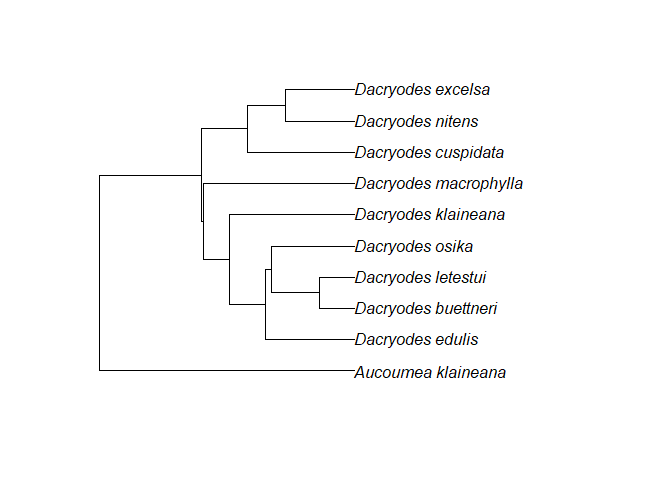 Dacryodes excelsa
Dacryodes nitens
Dacryodes cuspidata
Dacryodes macrophylla
Dacryodes klaineana
Dacryodes osika
Dacryodes letestui
Dacryodes buettneri
Dacryodes edulis
Aucoumea klaineana